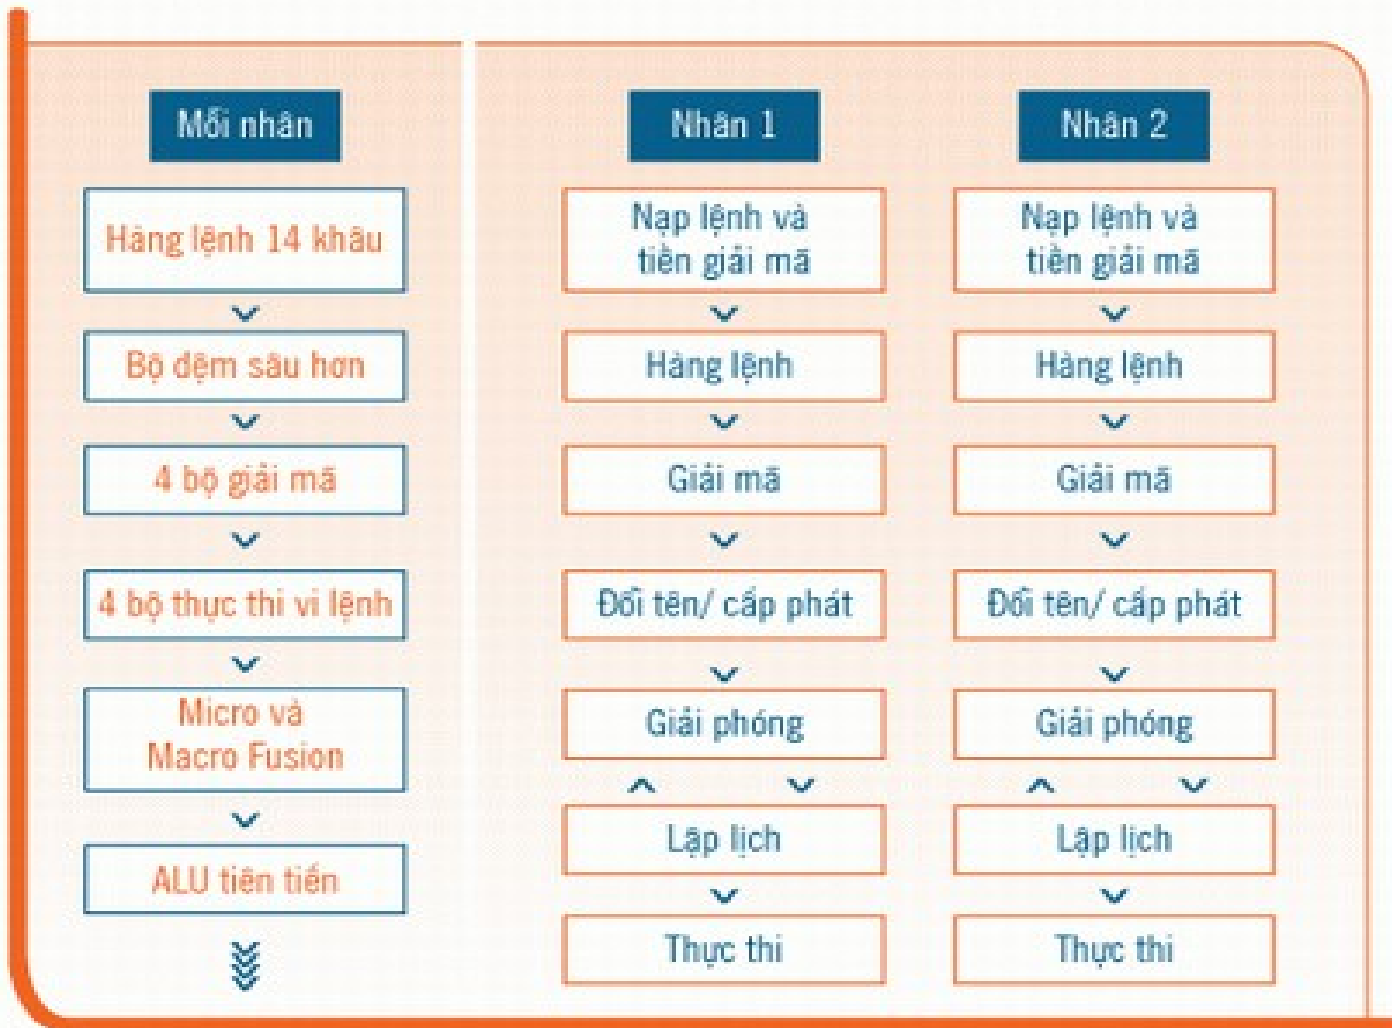 Mỗi nhân
Hàng lệnh 14 khâu
Bộ đệm sâu hơn
4 bộ giải mã
4 bộ thực thi vi lệnh
Micro và
Macro Fusion
ALU tiên tiến
Nhân 1
Nạp lệnh và
tiền giải mã
Hàng lệnh
Giải mã
Đổi tên/ cấp phát
Giải phóng
Lập lịch
Thực thi
Nhân 2
Nạp lệnh và
tiền giải mã
Hàng lệnh
Giải mã
Đổi tên/ cấp phát
Giải phóng
Lập lịch
Thực thi